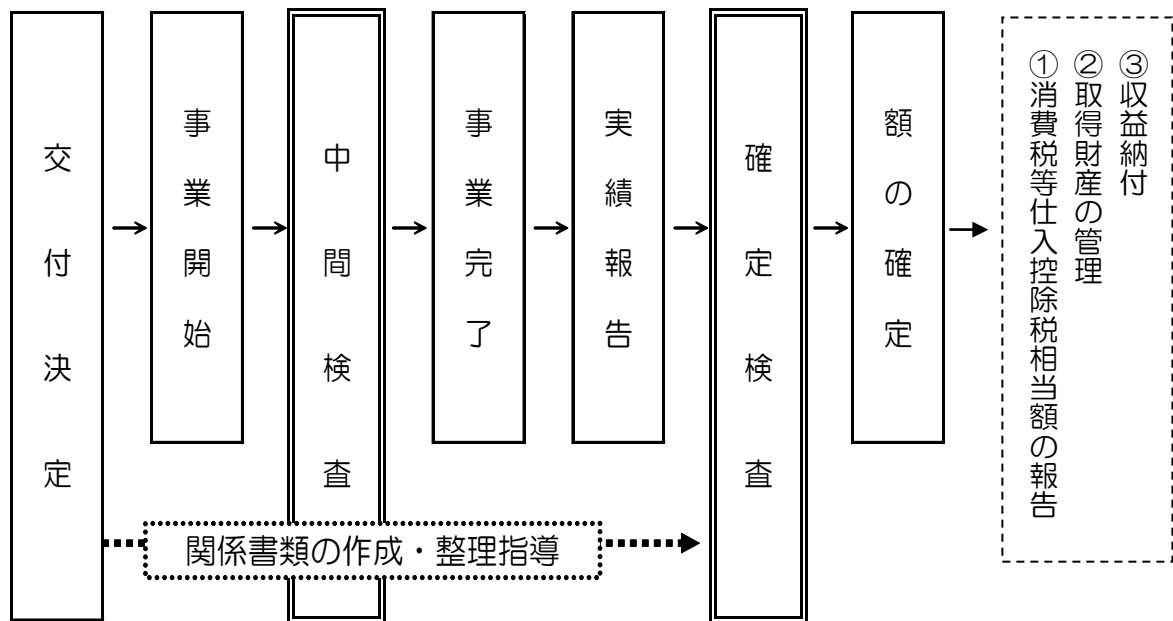 交付決定
事業開始
中間検査
事業完了
実績報告
確定検査
額の確定
①消費税等仕入控除税相当額の報告
②取得財産の管理
③収益納付
関係書類の作成・整理指導